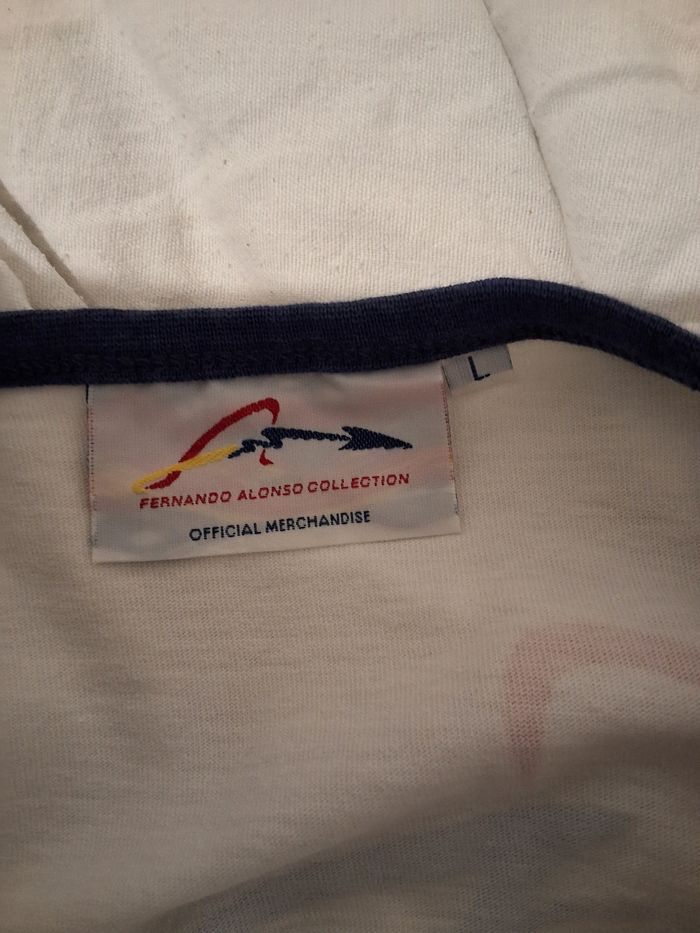 L
FERNANDO ALONSO COLLECTION
OFFICIAL MERCHANDISE